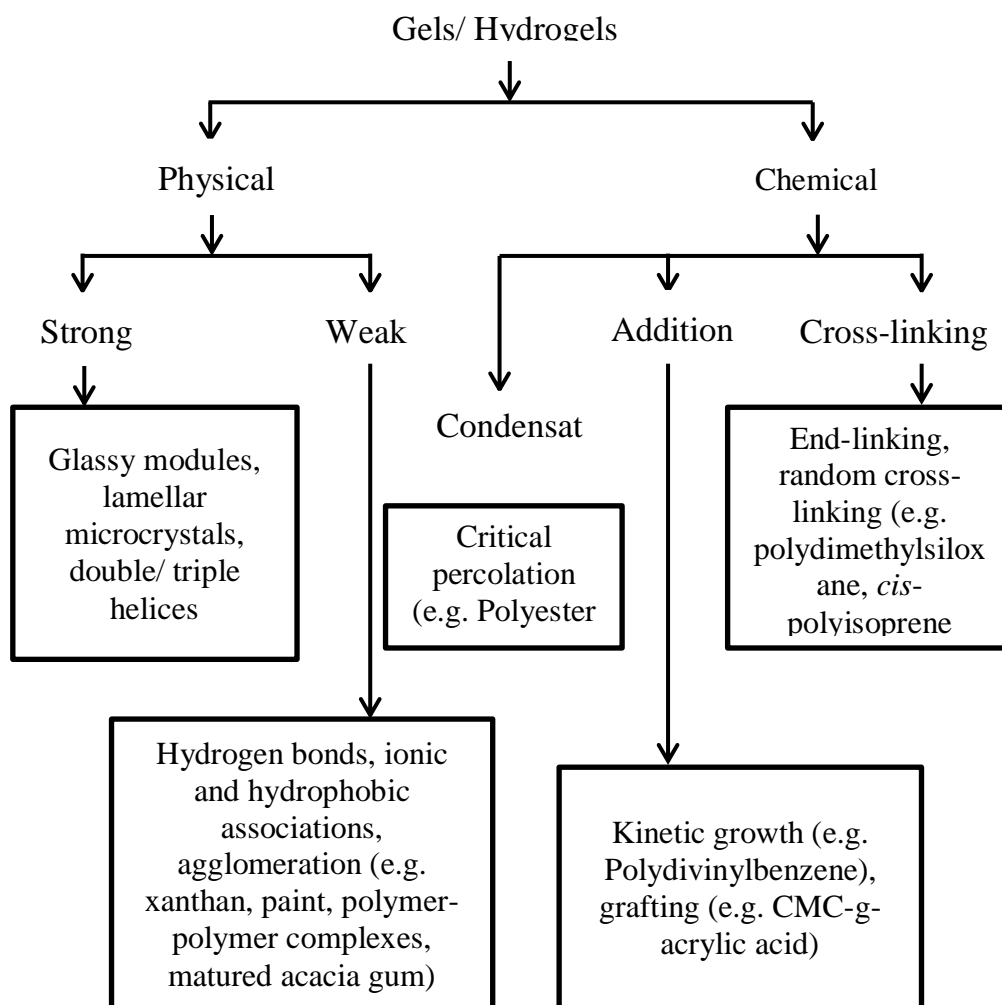 Gels/ Hydrogels
Physical
Chemical
Strong
Weak
Addition
Cross-linking
Condensat
Glassy modules,
lamellar
microcrystals,
double/ triple
helices
Critical
percolation
(e.g. Polyester
End-linking,
random cross-
linking (e.g.
polydimethylsilox
ane, cis-
polyisoprene
Hydrogen bonds, ionic
and hydrophobic
associations,
agglomeration (e.g.
xanthan, paint, polymer-
polymer complexes,
matured acacia gum)
Kinetic growth (e.g.
Polydivinylbenzene),
grafting (e.g. CMC-g-
acrylic acid)